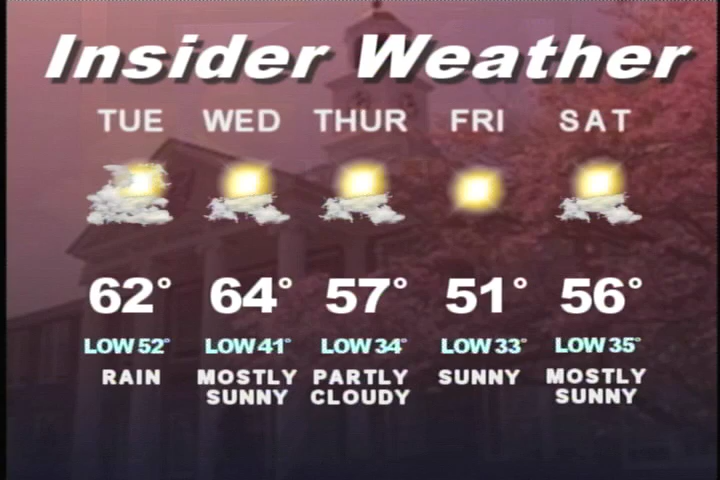 Insider Weather
TUE WED THUR FRI SAT
62° 64° 57° 51° 56°
LOW 52° LOW 41° LOW 34° LOW 33° LOW 35°
RAIN MOSTLY PARTLY SUNNY MOSTLY
SUNNY CLOUDY SUNNY